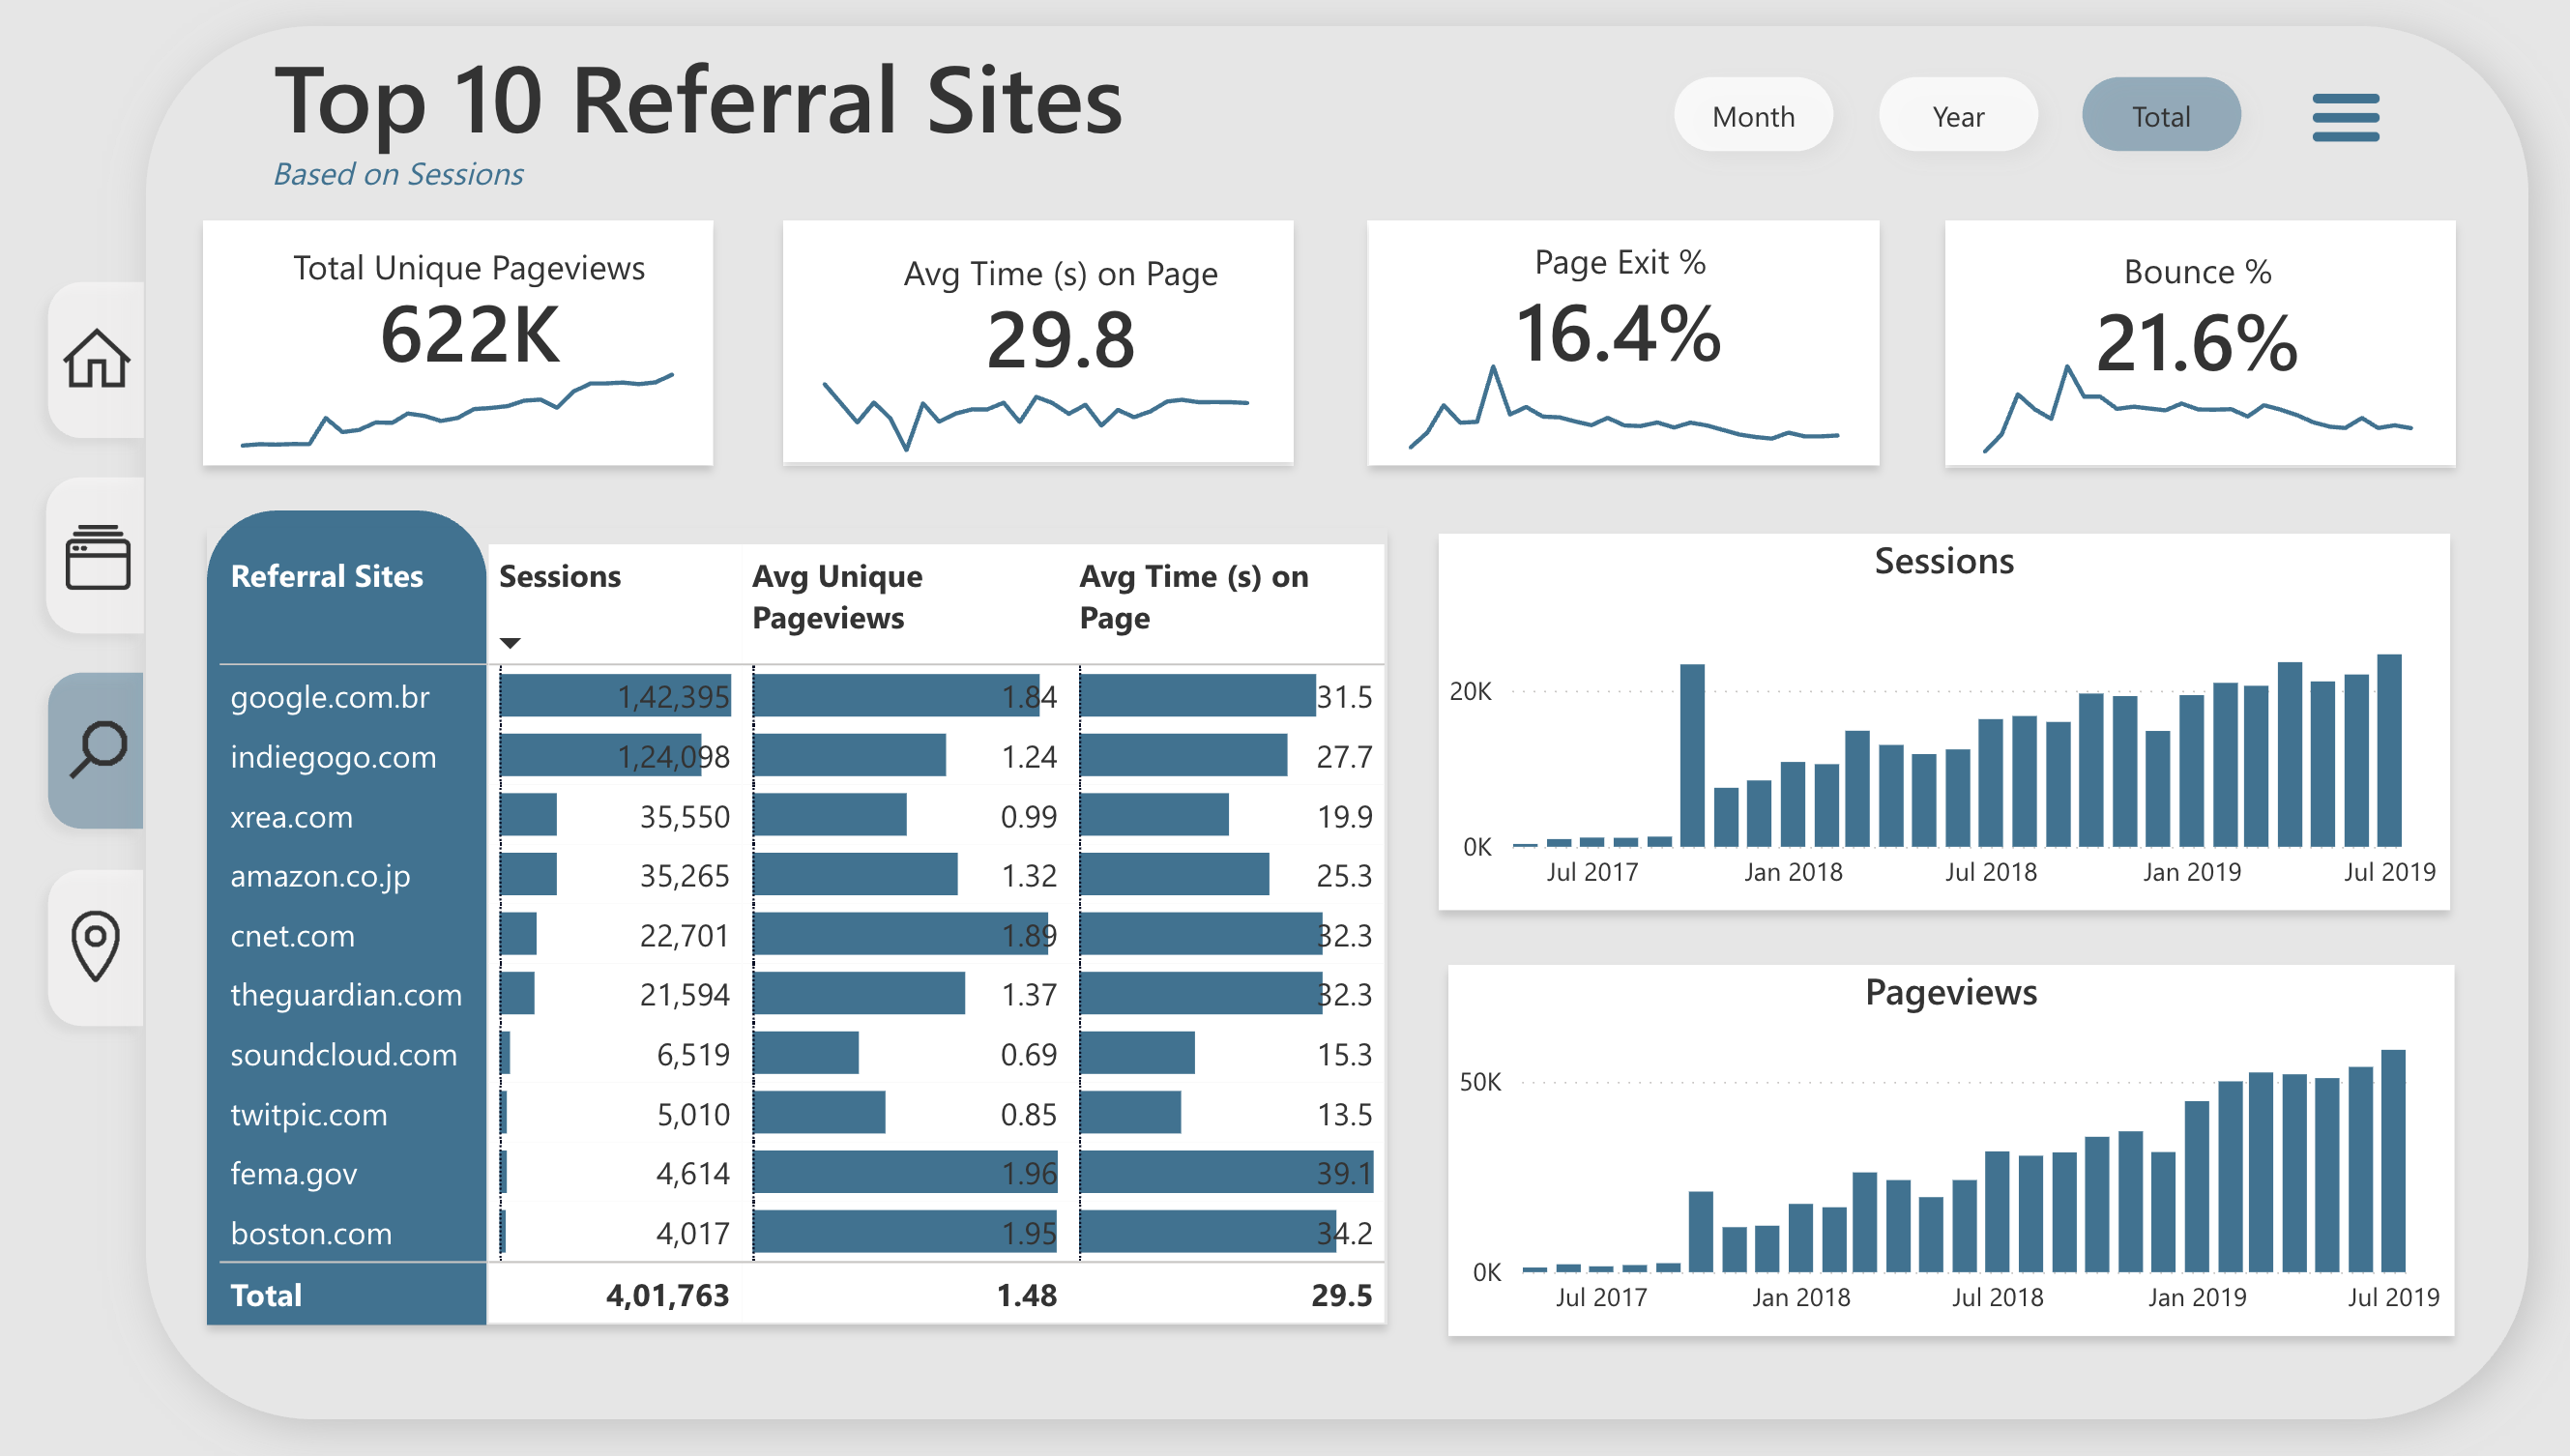 Top 10 Referral Sites
Based on Sessions
Month
Year
Total
Total Unique Pageviews
622K
Avg Time (s) on Page
29.8
Page Exit %
16.4%
Bounce %
21.6%
Referral Sites Sessions Avg Unique Avg Time (s) on
Pageviews Page
google.com.br 1,42,395 1.84 31.5
indiegogo.com 1,24,098 1.24 27.7
xrea.com 35,550 0.99 19.9
amazon.co.jp 35,265 1.32 25.3
cnet.com 22,701 1.89 32.3
theguardian.com 21,594 1.37 32.3
soundcloud.com 6,519 0.69 15.3
twitpic.com 5,010 0.85 13.5
fema.gov 4,614 1.96 39.1
boston.com 4,017 1.95 34.2
Total 4,01,763 1.48 29.5
Sessions
20K
0K
Jul 2017 Jan 2018 Jul 2018 Jan 2019 Jul 2019
Pageviews
50K
0K
Jul 2017 Jan 2018 Jul 2018 Jan 2019 Jul 2019